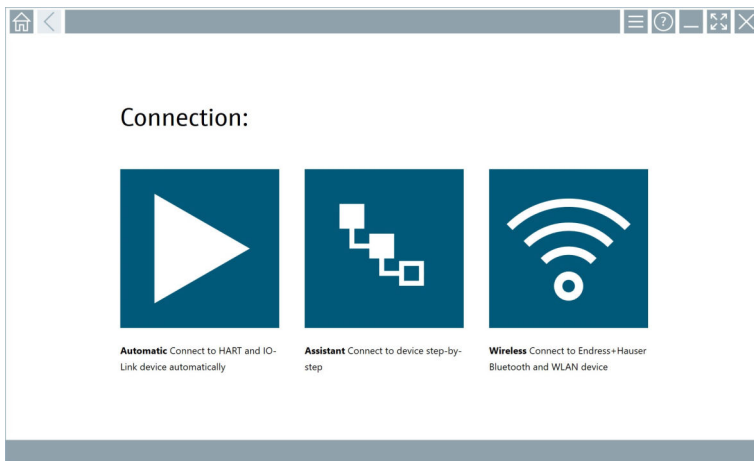 Connection:
Automatic Connect to HART and IO-
Link device automatically
Assistant Connect to device step-by-
step
Wireless Connect to Endress+Hauser
Bluetooth and WLAN device